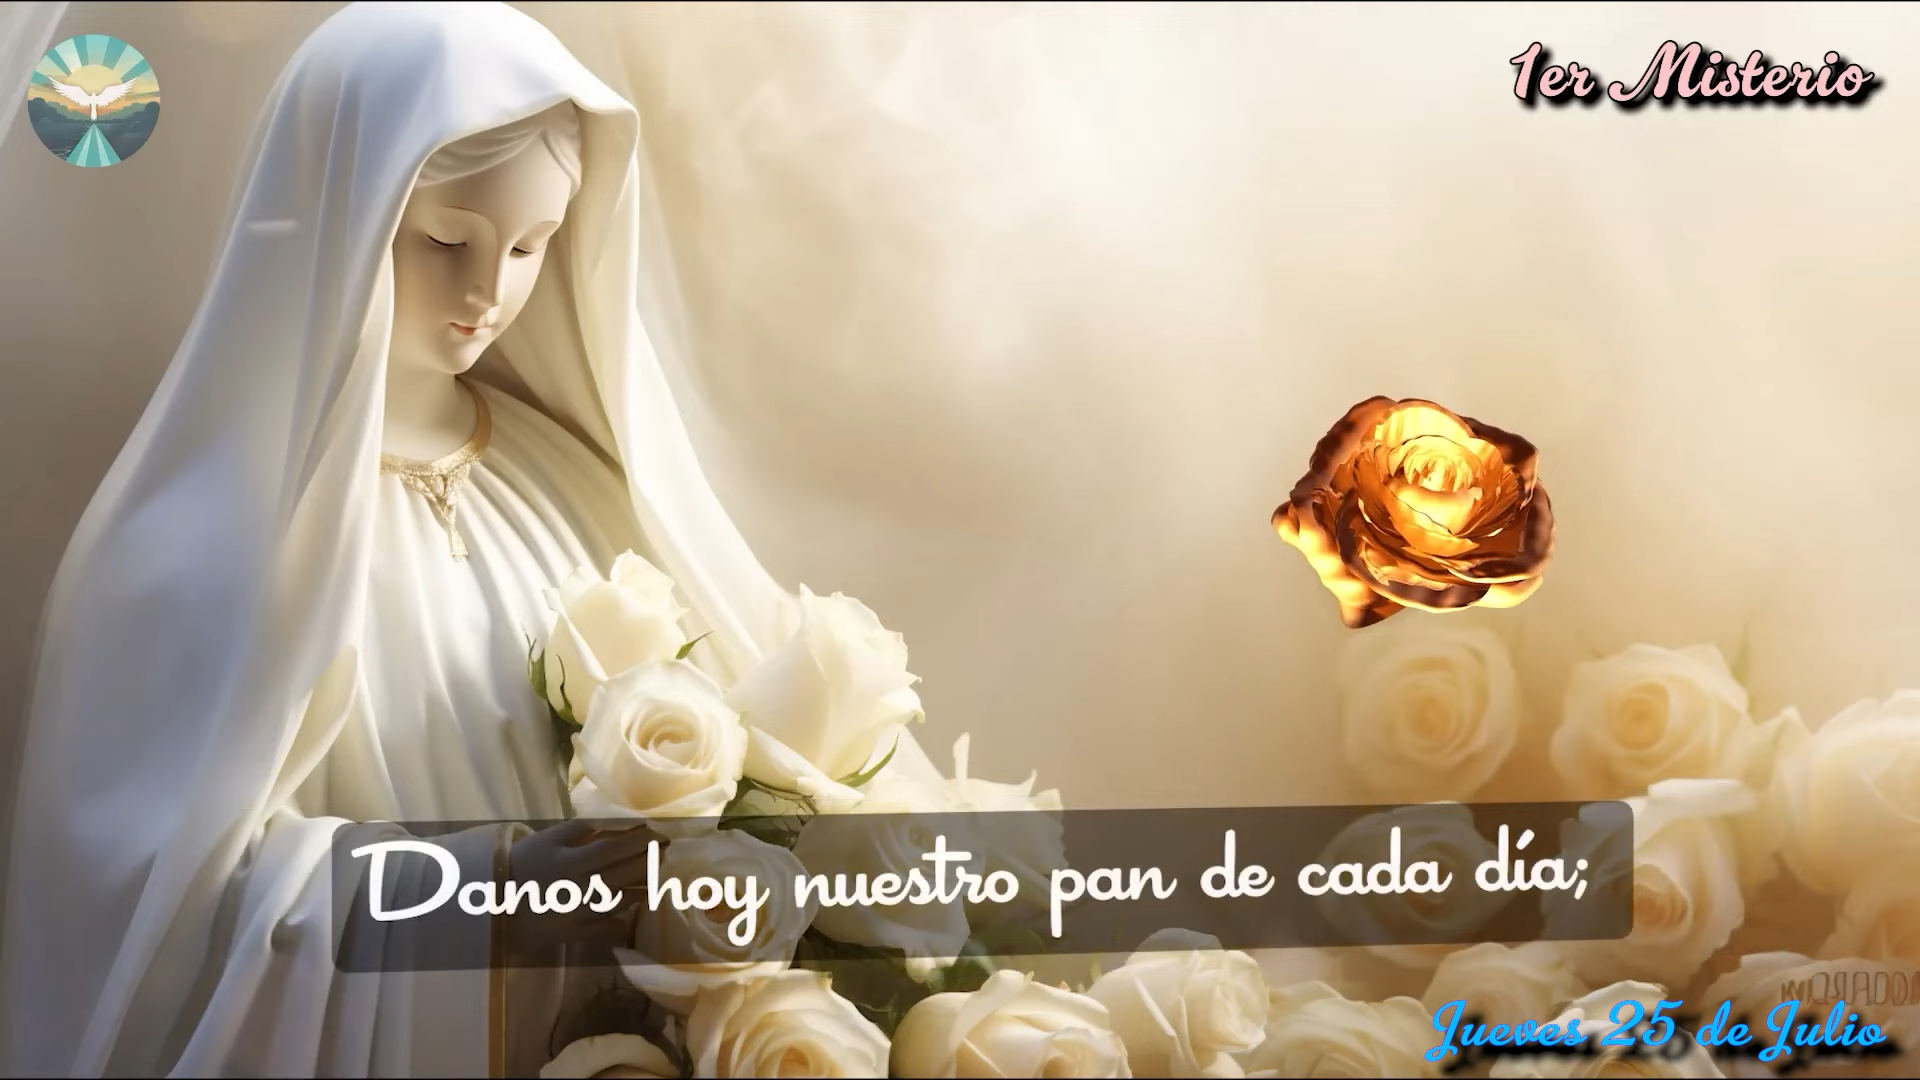 1er Misterio
Danos hoy nuestro pan de cada día;
Jueves 25 de Julio